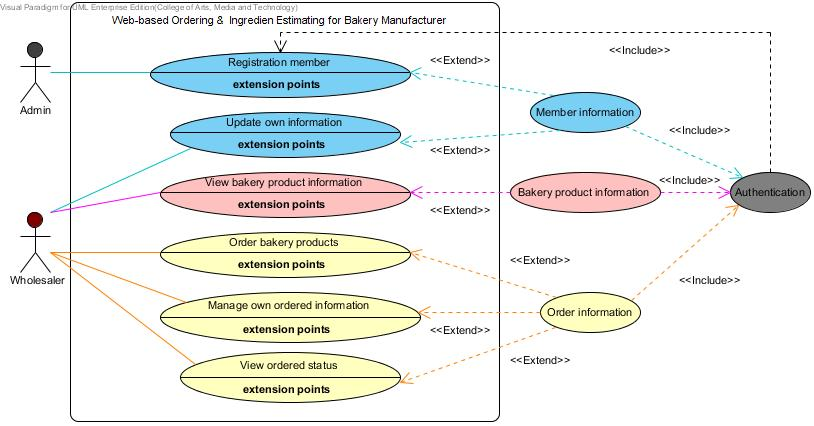 Visual Paradigm for UML Enterprise Edition(College of Arts, Media and Technology)
Web-based Ordering & Ingredien Estimating for Bakery Manufacturer
<<Include>>
Registration member
<<Extend>>
extension points
Admin
Member information
Update own information
<<Include>>
extension points
<<Extend>>
View bakery product information
<<Include>>
Bakery product information
Authentication
extension points
<<Extend>>
Order bakery products
<<Extend>>
extension points
Wholesaler
<<Include>>
Manage own ordered information
Order information
extension points
<<Extend>>
View ordered status
<<Extend>>
extension points